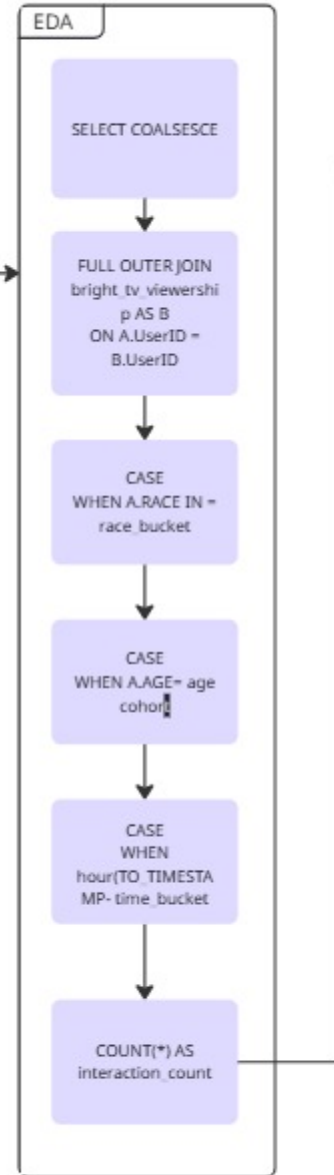 EDA
SELECT COALSESCE
FULL OUTER JOIN
bright_tv_viewershi
p AS B
ON A.UserID =
B.UserID
CASE
WHEN A.RACE IN =
race_bucket
CASE
WHEN A.AGE= age
cohort
CASE
WHEN
hour(TO_TIMESTA
MP- time_bucket
COUNT(*) AS
interaction_count